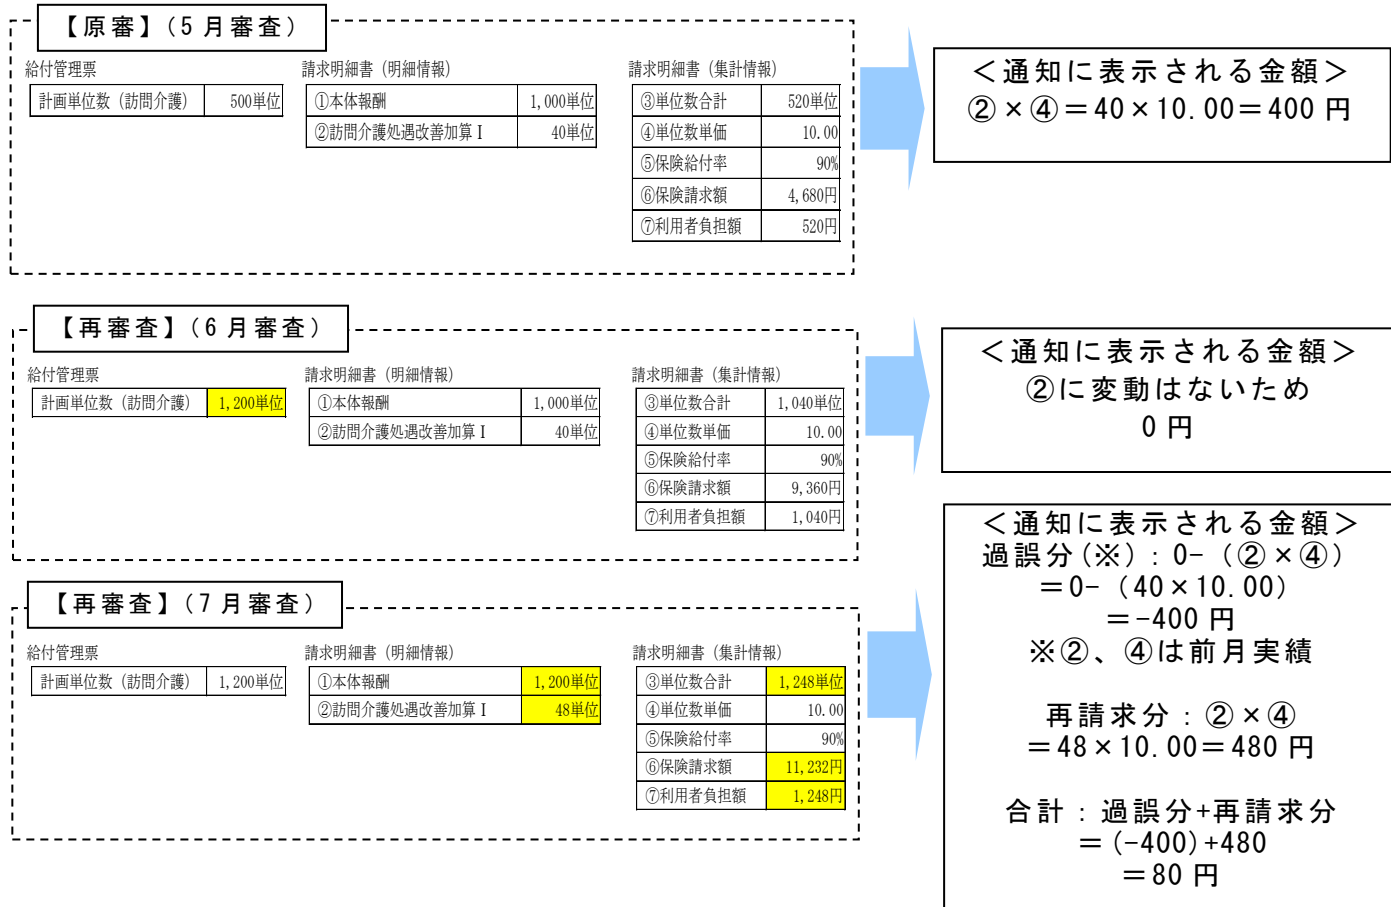 【原審】(5月審査)
給付管理票
計画単位数(訪問介護) 500単位
請求明細書(明細情報)
①本体報酬 1,000単位
②訪問介護処遇改善加算Ⅰ 40単位
請求明細書(集計情報)
③単位数合計 520単位
④単位数単価 10.00
⑤保険給付率 90%
⑥保険請求額 4,680円
⑦利用者負担額 520円
<通知に表示される金額>
②×④=40×10.00=400円
【再審査】(6月審査)
給付管理票
計画単位数(訪問介護) 1,200単位
請求明細書(明細情報)
①本体報酬 1,000単位
②訪問介護処遇改善加算Ⅰ 40単位
請求明細書(集計情報)
③単位数合計 1,040単位
④単位数単価 10.00
⑤保険給付率 90%
⑥保険請求額 9,360円
⑦利用者負担額 1,040円
<通知に表示される金額>
②に変動はないため
0円
【再審査】(7月審査)
給付管理票
計画単位数(訪問介護) 1,200単位
請求明細書(明細情報)
①本体報酬 1,200単位
②訪問介護処遇改善加算Ⅰ 48単位
請求明細書(集計情報)
③単位数合計 1,248単位
④単位数単価 10.00
⑤保険給付率 90%
⑥保険請求額 11,232円
⑦利用者負担額 1,248円
<通知に表示される金額>
過誤分(※):0-(②×④)
=0-(40×10.00)
=-400円
※②、④は前月実績
再請求分:②×④
=48×10.00=480円
合計:過誤分+再請求分
=(-400)+480
=80円